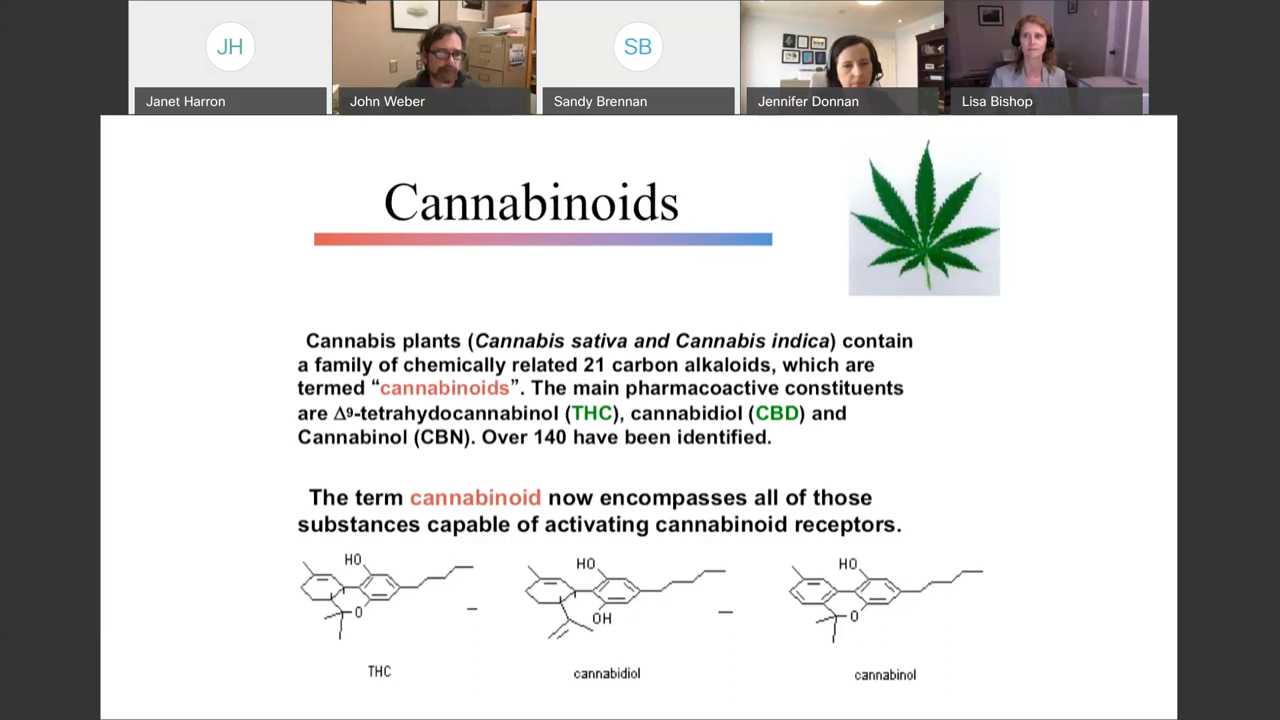 JH
SB
Janet Harron
John Weber
Sandy Brennan
Jennifer Donnan
Lisa Bishop
Cannabinoids
Cannabis plants (Cannabis sativa and Cannabis indica) contain
a family of chemically related 21 carbon alkaloids, which are
termed “cannabinoids”. The main pharmacoactive constituents
are Δ9-tetrahydocannabinol (THC), cannabidiol (CBD) and
Cannabinol (CBN). Over 140 have been identified.
The term cannabinoid now encompasses all of those
substances capable of activating cannabinoid receptors.
HO
O
THC
HO
OH
cannabidiol
HO
O
cannabinol